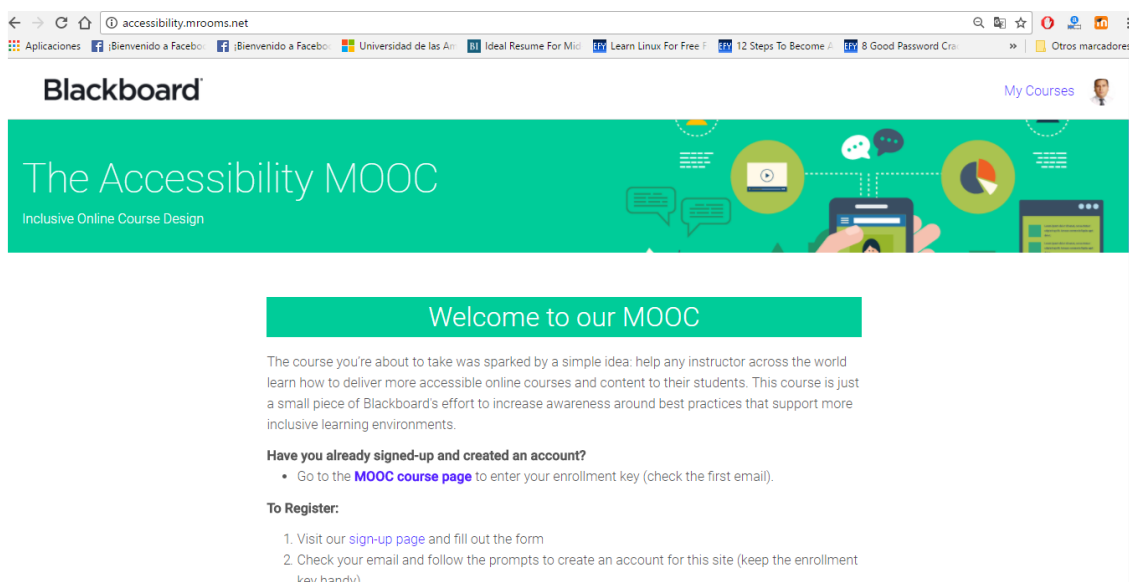 accessibility.mrooms.net
Aplicaciones ¡Bienvenido a Faceboo ¡Bienvenido a Faceboo Universidad de las Am Ideal Resume For Mid Learn Linux For Free F 12 Steps To Become A 8 Good Password Crac » Otros marcadores
Blackboard
My Courses
The Accessibility MOOC
Inclusive Online Course Design
Welcome to our MOOC
The course you're about to take was sparked by a simple idea: help any instructor across the world
learn how to deliver more accessible online courses and content to their students. This course is just
a small piece of Blackboard's effort to increase awareness around best practices that support more
inclusive learning environments.
Have you already signed-up and created an account?
• Go to the MOOC course page to enter your enrollment key (check the first email).
To Register:
1. Visit our sign-up page and fill out the form
2. Check your email and follow the prompts to create an account for this site (keep the enrollment
key handy)